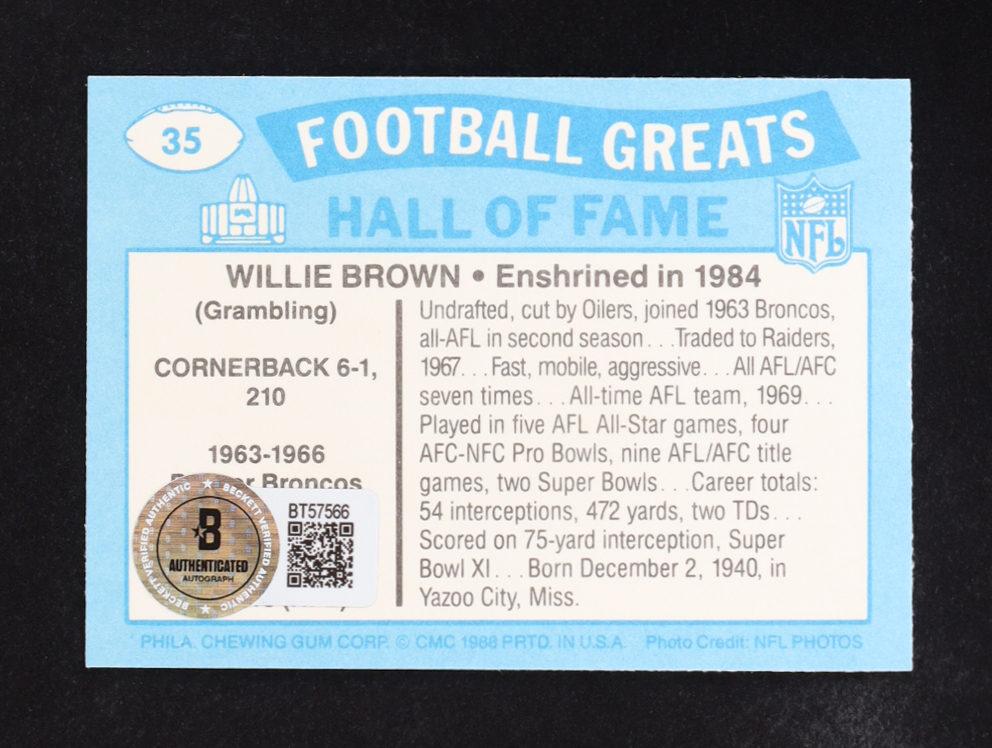 35
FOOTBALL GREATS
HALL OF FAME
NFL
WILLIE BROWN • Enshrined in 1984
(Grambling)
CORNERBACK 6-1,
210
1963-1966
Broncos
Undrafted, cut by Oilers, joined 1963 Broncos,
all-AFL in second season...Traded to Raiders,
1967...Fast, mobile, aggressive...All AFL/AFC
seven times...All-time AFL team, 1969...
Played in five AFL All-Star games, four
AFC-NFC Pro Bowls, nine AFL/AFC title
games, two Super Bowls...Career totals:
54 interceptions, 472 yards, two TDs...
Scored on 75-yard interception, Super
Bowl XI...Born December 2, 1940, in
Yazoo City, Miss.
BECKETT VERIFIED AUTHENTIC ★ BECKETT VERIFIED AUTHENTIC ★
B
AUTHENTICATED
AUTOGRAPH
BT57566
PHILA. CHEWING GUM CORP. © CMC 1988 PRTD. IN U.S.A. Photo Credit: NFL PHOTOS